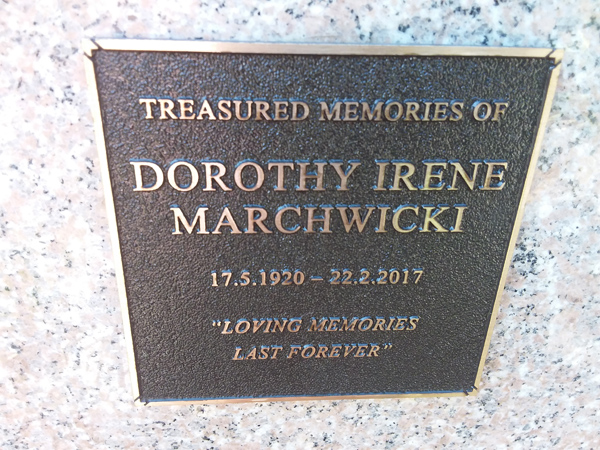 TREASURED MEMORIES OF
DOROTHY IRENE
MARCHWICKI
17.5.1920 – 22.2.2017
"LOVING MEMORIES
LAST FOREVER"